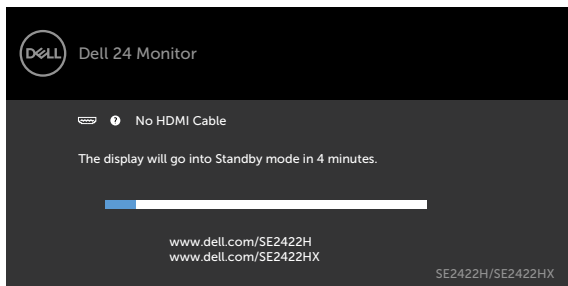 DELL
Dell 24 Monitor
? No HDMI Cable
The display will go into Standby mode in 4 minutes.
www.dell.com/SE2422H
www.dell.com/SE2422HX
SE2422H/SE2422HX